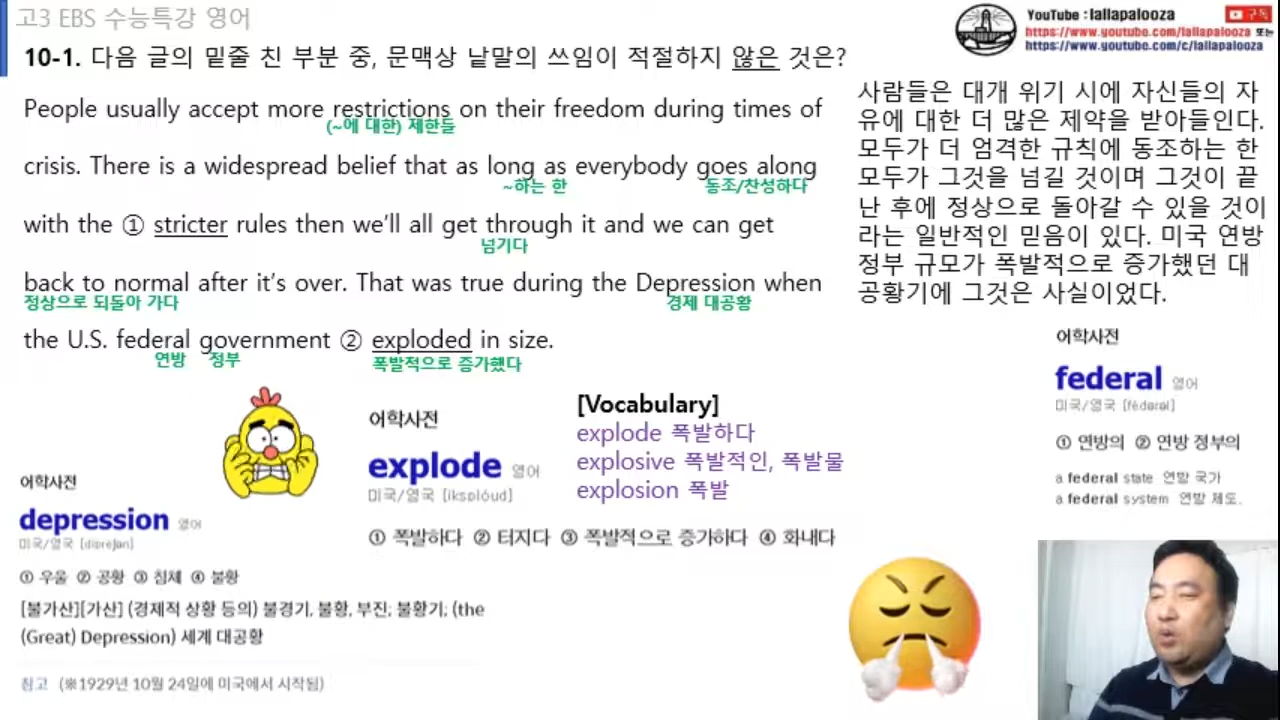 고3 EBS 수능특강 영어
YouTube : lallapalooza
구독
https://www.youtube.com/lallapalooza 또는
https://www.youtube.com/c/lallapalooza
10-1. 다음 글의 밑줄 친 부분 중, 문맥상 낱말의 쓰임이 적절하지 않은 것은?
People usually accept more restrictions on their freedom during times of
(~에 대한) 제한들
crisis. There is a widespread belief that as long as everybody goes along
~하는 한 동조/찬성하다
with the ① stricter rules then we’ll all get through it and we can get
넘기다
back to normal after it’s over. That was true during the Depression when
정상으로 되돌아 가다 경제 대공황
the U.S. federal government ② exploded in size.
연방 정부 폭발적으로 증가했다
사람들은 대개 위기 시에 자신들의 자
유에 대한 더 많은 제약을 받아들인다.
모두가 더 엄격한 규칙에 동조하는 한
모두가 그것을 넘길 것이며 그것이 끝
난 후에 정상으로 돌아갈 수 있을 것이
라는 일반적인 믿음이 있다. 미국 연방
정부 규모가 폭발적으로 증가했던 대
공황기에 그것은 사실이었다.
어학사전
federal 영어
미국/영국 [fédərəl]
① 연방의 ② 연방 정부의
a federal state 연방 국가
a federal system 연방 제도.
[Vocabulary]
explode 폭발하다
explosive 폭발적인, 폭발물
explosion 폭발
어학사전
explode 영어
미국/영국 [iksplóud]
① 폭발하다 ② 터지다 ③ 폭발적으로 증가하다 ④ 화내다
어학사전
depression 영어
미국/영국 [dipréʃən]
① 우울 ② 공황 ③ 침체 ④ 불황
[불가산][가산] (경제적 상황 등의) 불경기, 불황, 부진; 불황기; (the
(Great) Depression) 세계 대공황
참고 (※1929년 10월 24일에 미국에서 시작됨)